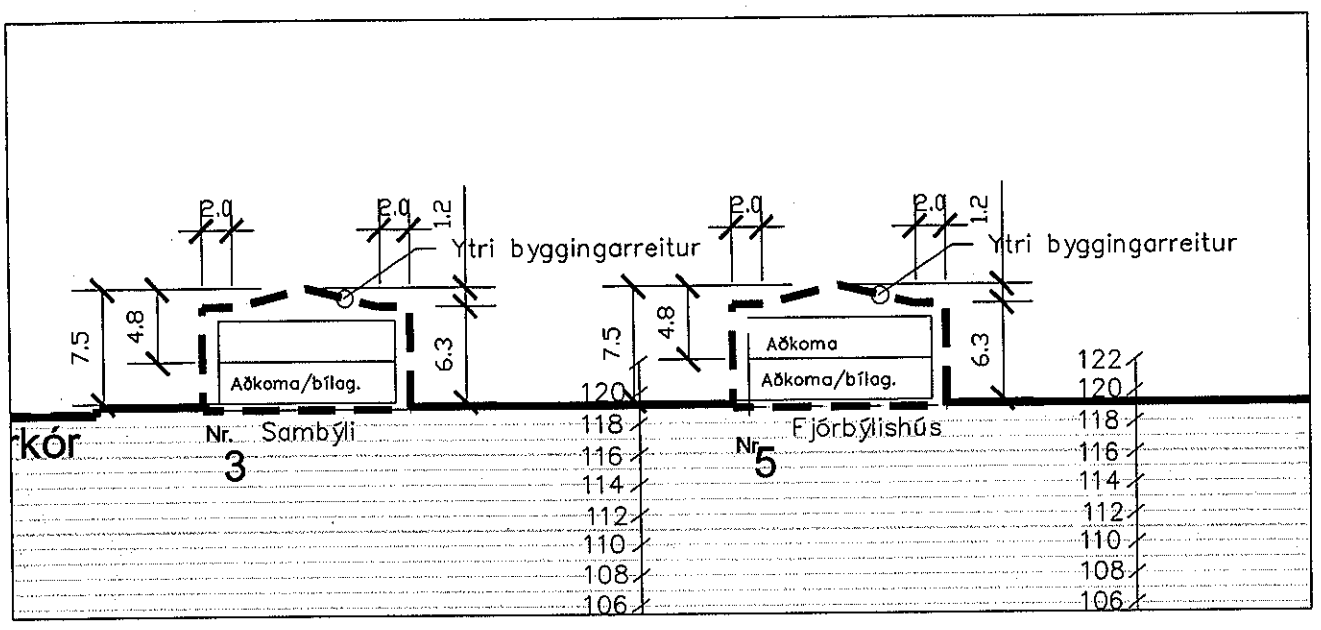 2.0 2.0 1.2 2.0 2.0 1.2
Ytri byggingarreitur Ytri byggingarreitur
7.5 4.8 6.3 7.5 4.8 6.3
Aðkoma
Aðkoma/bílag. Aðkoma/bílag.
122
120 120
rkór Nr. Sambýli 118 Fjórbýlishús 118
3 Nr. 5
116 116
114 114
112 112
110 110
108 108
106 106